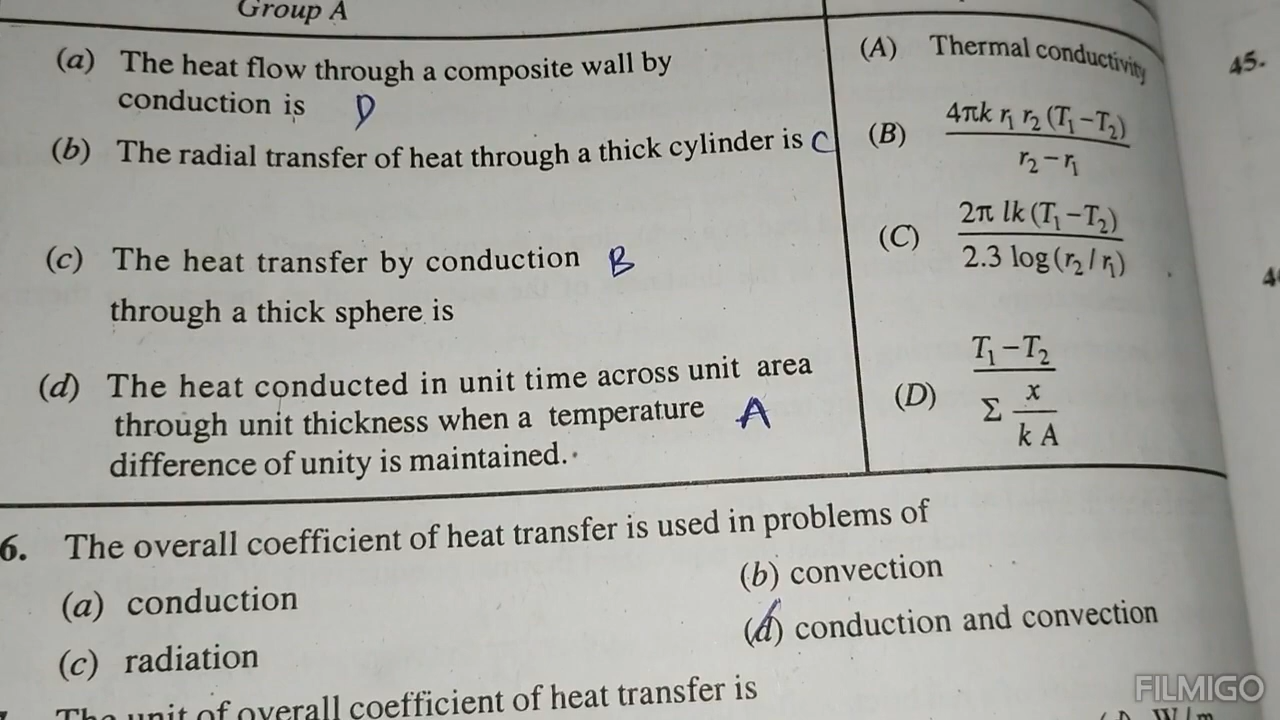 Group A
(a) The heat flow through a composite wall by
conduction is D
(b) The radial transfer of heat through a thick cylinder is C
(c) The heat transfer by conduction B
through a thick sphere is
(d) The heat conducted in unit time across unit area
through unit thickness when a temperature A
difference of unity is maintained.
(A) Thermal conductivity
(B) 4πk r₁ r₂ (T₁ – T₂)
r₂ – r₁
(C) 2π lk (T₁ – T₂)
2.3 log (r₂ / r₁)
(D) T₁ – T₂
Σ x
k A
45.
6. The overall coefficient of heat transfer is used in problems of
(a) conduction
(b) convection
(c) radiation
(d) conduction and convection
The unit of overall coefficient of heat transfer is
W/m
FILMIGO